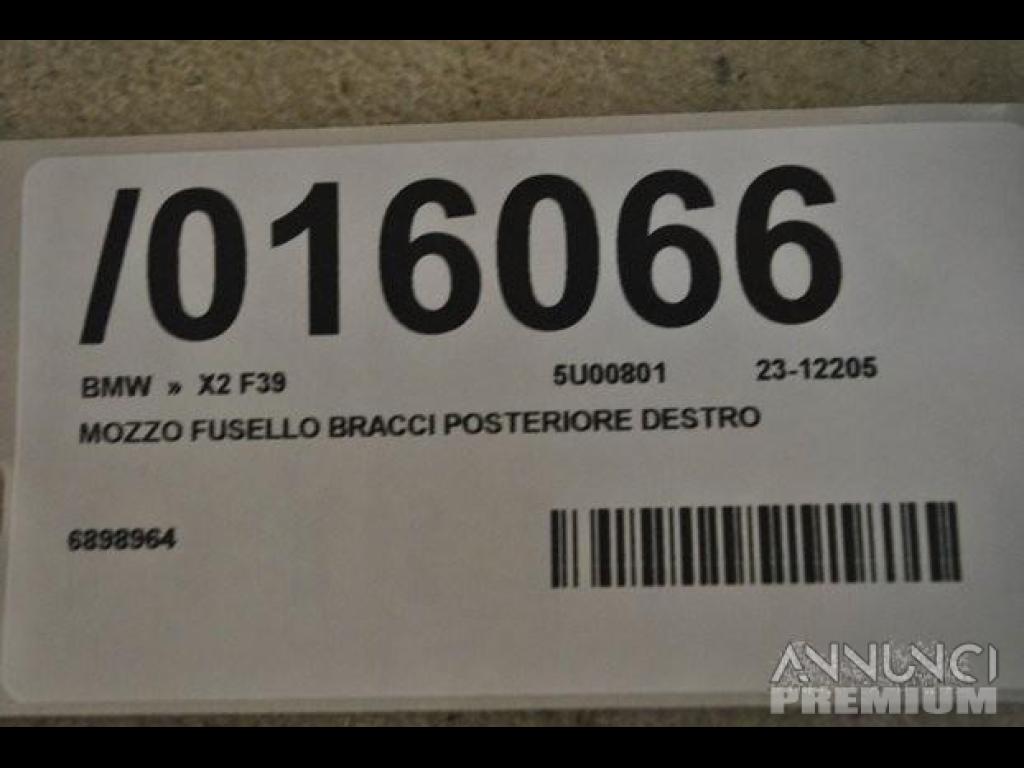 /016066
BMW » X2 F39 5U00801 23-12205
MOZZO FUSELLO BRACCI POSTERIORE DESTRO
6898964
ANNUNCI
PREMIUM